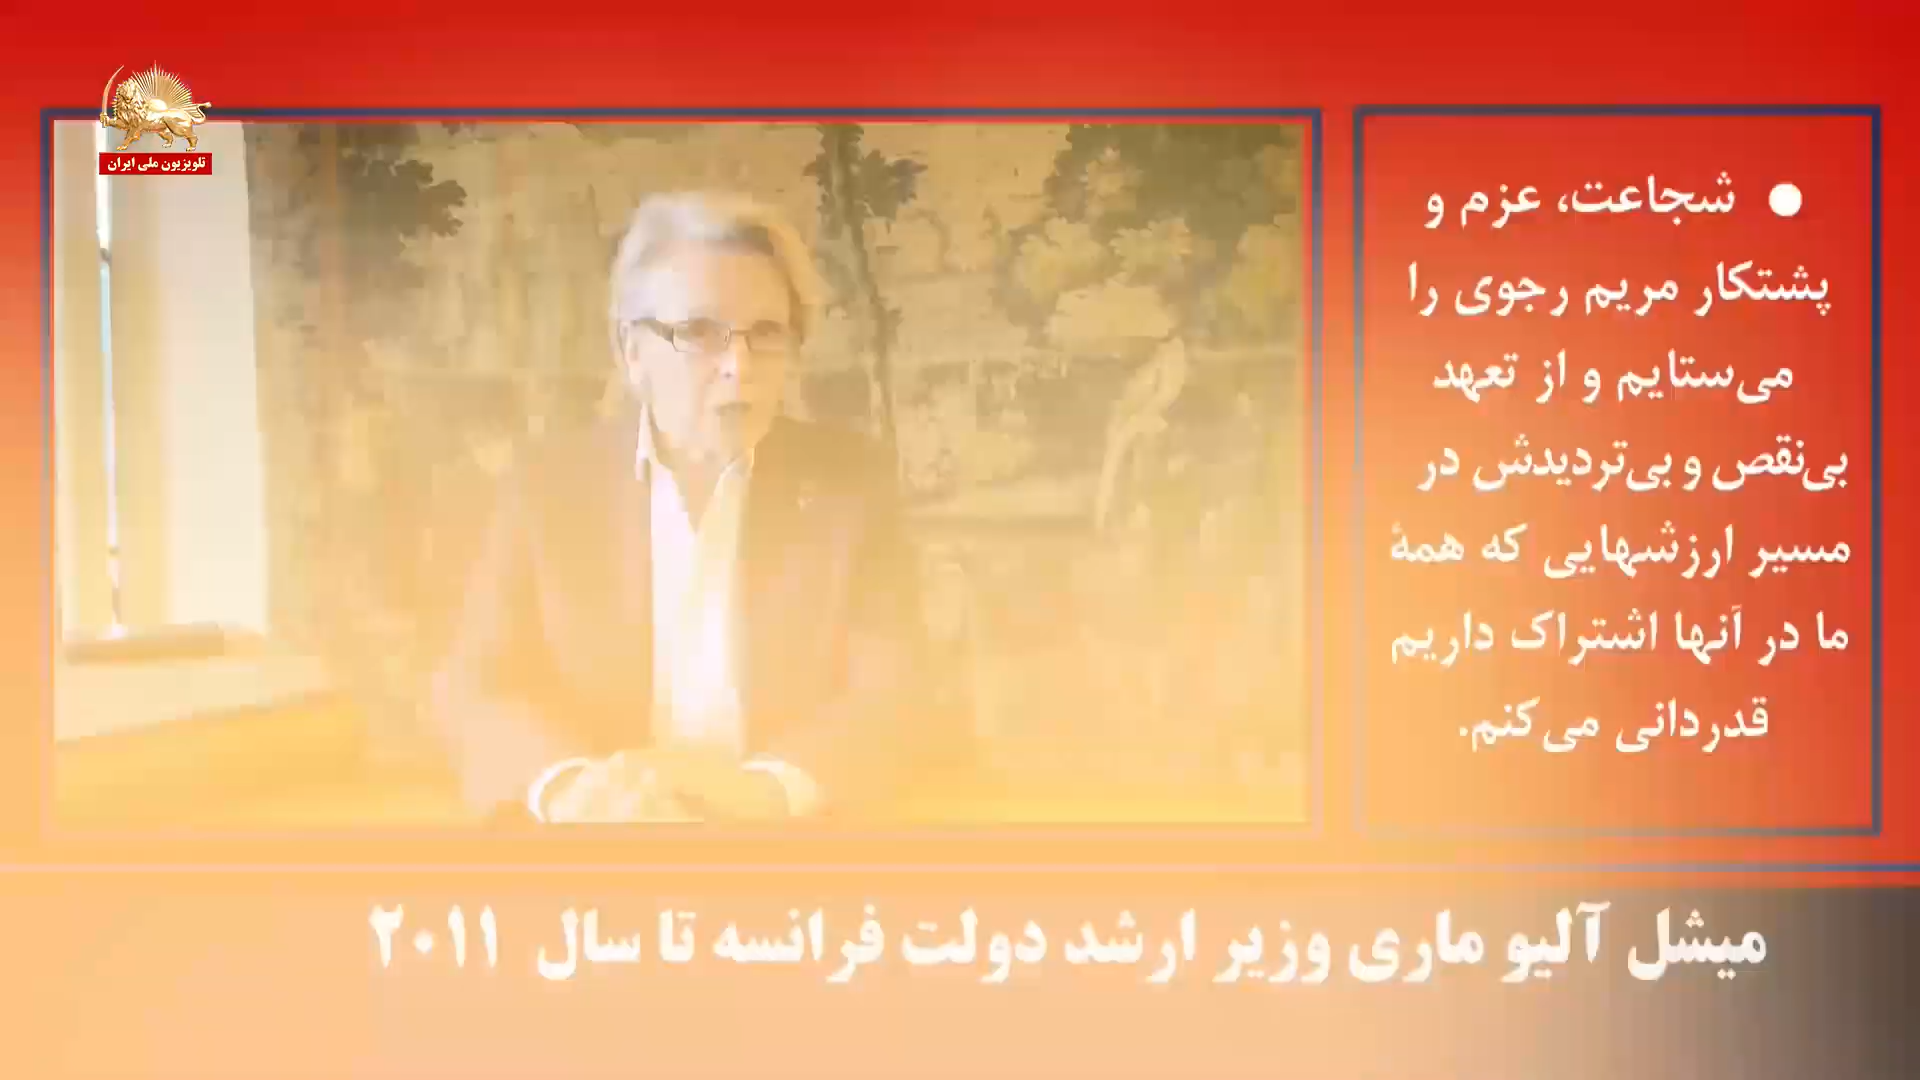 تلویزیون ملی ایران
● شجاعت، عزم و
پشتکار مریم رجوی را
می‌ستایم و از تعهد
بی‌نقص و بی‌تردیدش در
مسیر ارزشهایی که همهٔ
ما در آنها اشتراک داریم
قدردانی می‌کنم.
میشل آلیو ماری وزیر ارشد دولت فرانسه تا سال ۲۰۱۱